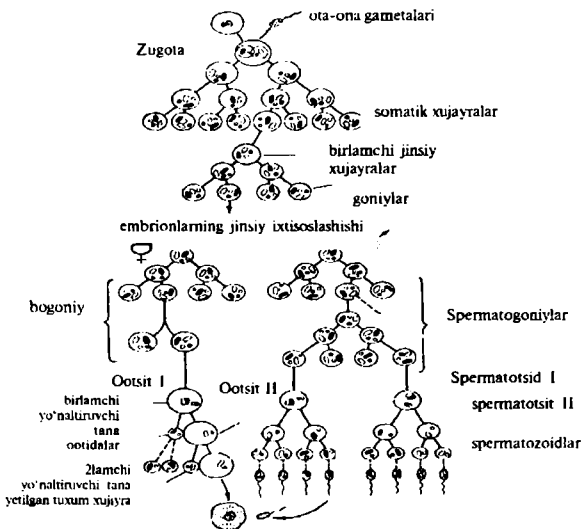 ota-ona gametalari
Zugota
somatik xujayralar
birlamchi jinsiy
xujayralar
goniylar
embrionlarning jinsiy ixtisoslashishi
bogoniy
Spermatogoniylar
Ootsit I
Ootsit II
Spermatotsid I
birlamchi
yo'naltiruvchi
tana
ootidalar
spermatotsit II
spermatozoidlar
2lamchi
yo'naltiruvchi tana
yetilgan tuxum xujiyra